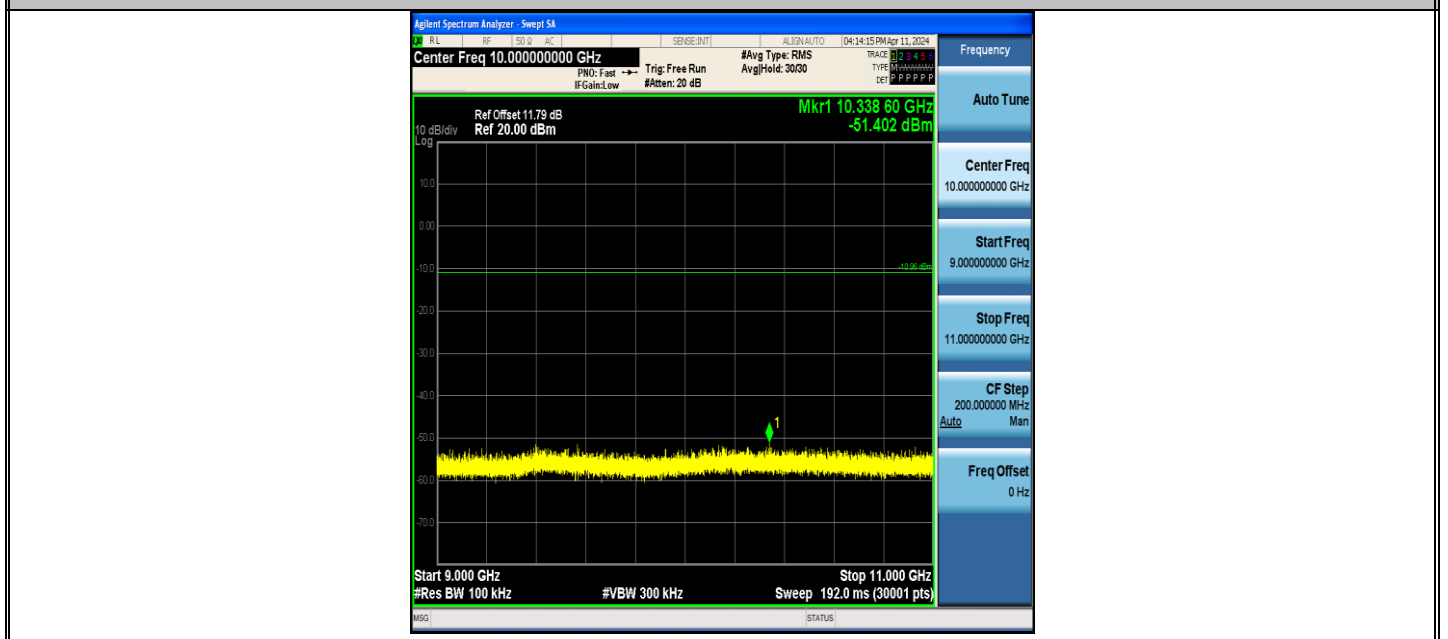 Agilent Spectrum Analyzer - Swept SA
RL RF 50 Ω AC SENSE:INT ALIGN AUTO 04:14:15 PM Apr 11, 2024
Center Freq 10.000000000 GHz
PNO: Fast
IFGain:Low
Trig: Free Run
#Atten: 20 dB
#Avg Type: RMS
Avg|Hold: 30/30
TRACE 1 2 3 4 5 6
TYPE M
DET P P P P P P
Mkr1 10.338 60 GHz
-51.402 dBm
Ref Offset 11.79 dB
10 dB/div Ref 20.00 dBm
Log
10.0
0.00
-10.0
-10.96 dBm
-20.0
-30.0
-40.0
1
-50.0
-60.0
-70.0
Start 9.000 GHz Stop 11.000 GHz
#Res BW 100 kHz #VBW 300 kHz Sweep 192.0 ms (30001 pts)
MSG STATUS
Frequency
Auto Tune
Center Freq
10.000000000 GHz
Start Freq
9.000000000 GHz
Stop Freq
11.000000000 GHz
CF Step
200.000000 MHz
Auto Man
Freq Offset
0 Hz